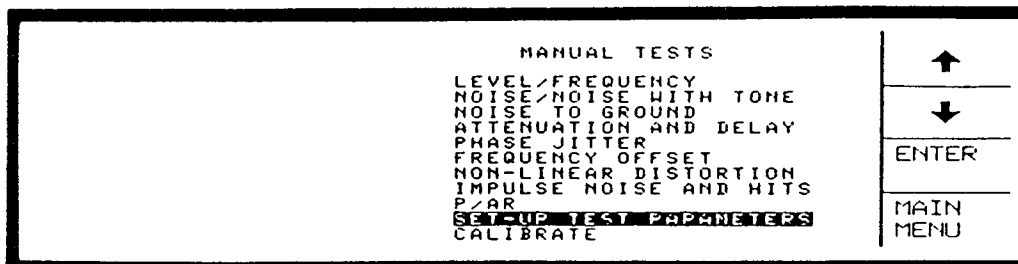 MANUAL TESTS
LEVEL/FREQUENCY
NOISE/NOISE WITH TONE
NOISE TO GROUND
ATTENUATION AND DELAY
PHASE JITTER
FREQUENCY OFFSET
NON-LINEAR DISTORTION
IMPULSE NOISE AND HITS
P/AR
SET-UP TEST PAPAMETERS
CALIBRATE
ENTER
MAIN
MENU